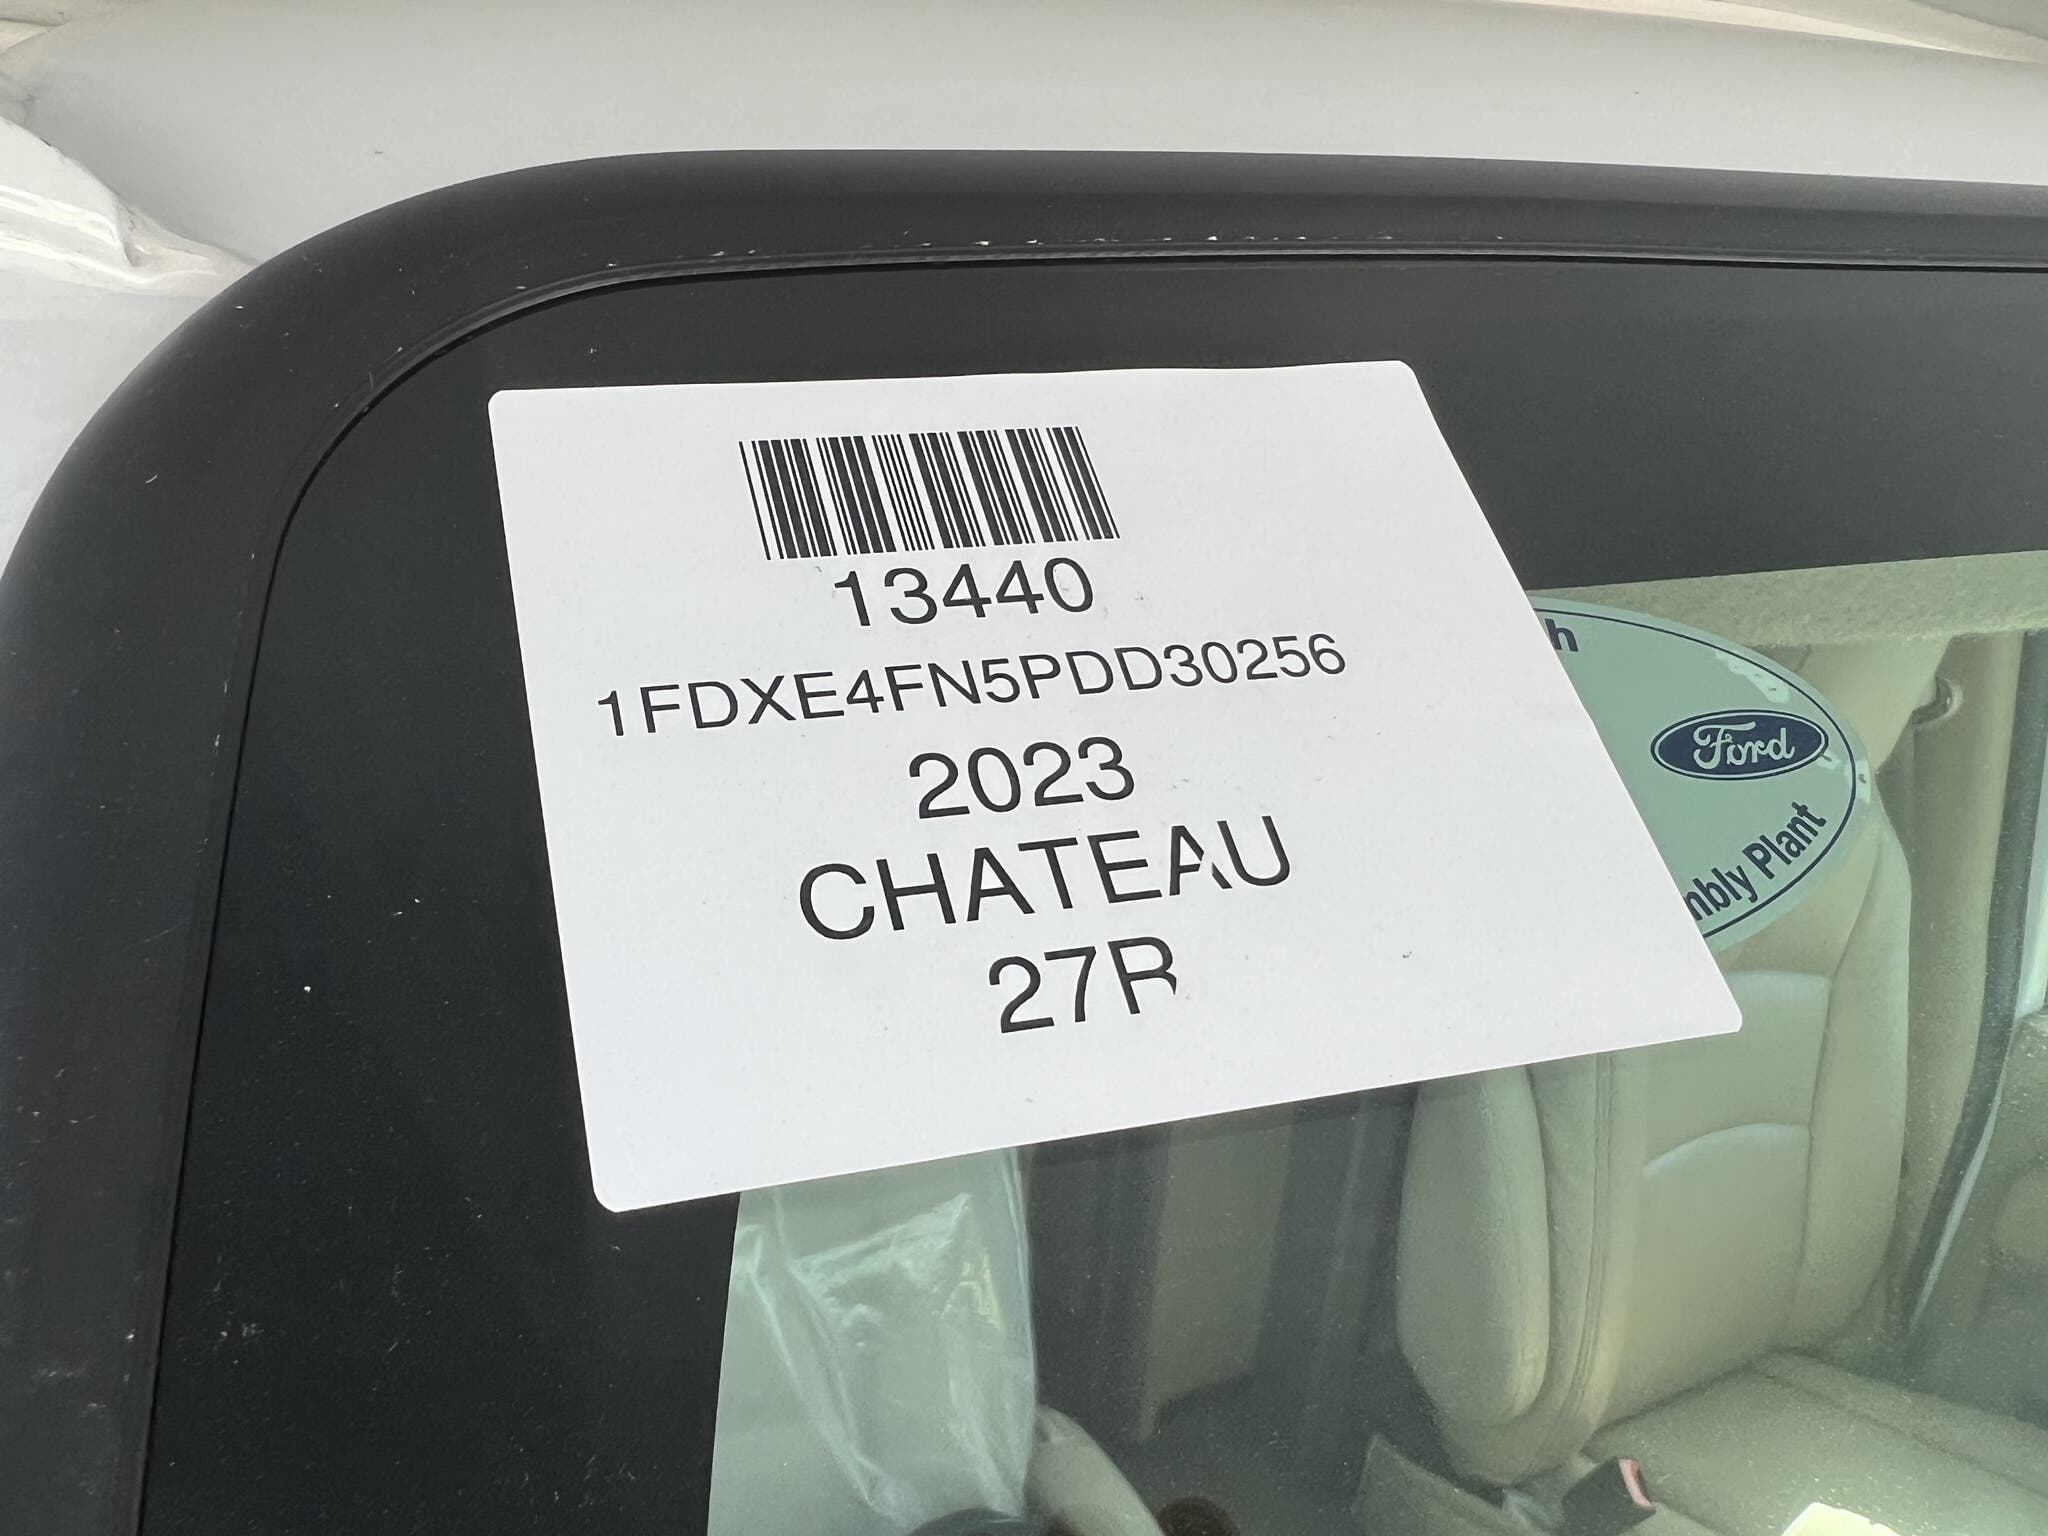 13440
1FDXE4FN5PDD30256
2023
CHATEAU
27R
h
Ford
mbly Plant